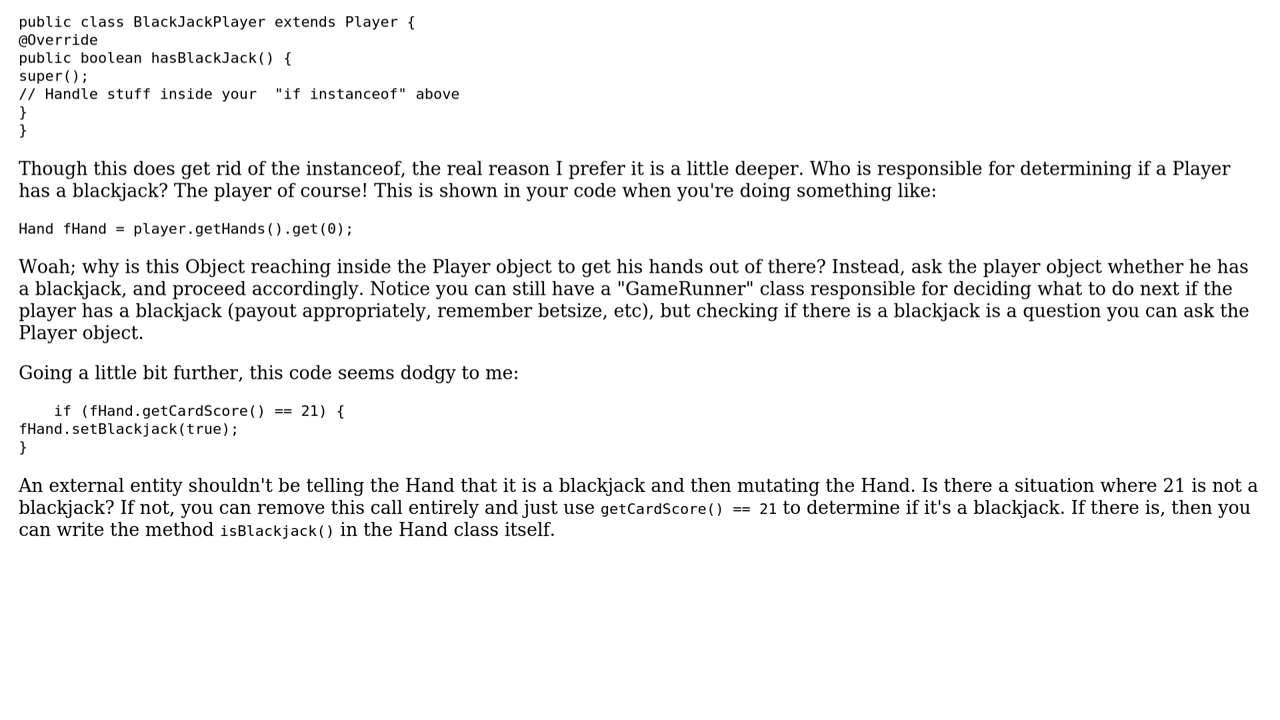 public class BlackJackPlayer extends Player {
@Override
public boolean hasBlackJack() {
super();
// Handle stuff inside your  "if instanceof" above
}
}
Though this does get rid of the instanceof, the real reason I prefer it is a little deeper. Who is responsible for determining if a Player
has a blackjack? The player of course! This is shown in your code when you're doing something like:
Hand fHand = player.getHands().get(0);
Woah; why is this Object reaching inside the Player object to get his hands out of there? Instead, ask the player object whether he has
a blackjack, and proceed accordingly. Notice you can still have a "GameRunner" class responsible for deciding what to do next if the
player has a blackjack (payout appropriately, remember betsize, etc), but checking if there is a blackjack is a question you can ask the
Player object.
Going a little bit further, this code seems dodgy to me:
    if (fHand.getCardScore() == 21) {
fHand.setBlackjack(true);
}
An external entity shouldn't be telling the Hand that it is a blackjack and then mutating the Hand. Is there a situation where 21 is not a
blackjack? If not, you can remove this call entirely and just use getCardScore() == 21 to determine if it's a blackjack. If there is, then you
can write the method isBlackjack() in the Hand class itself.